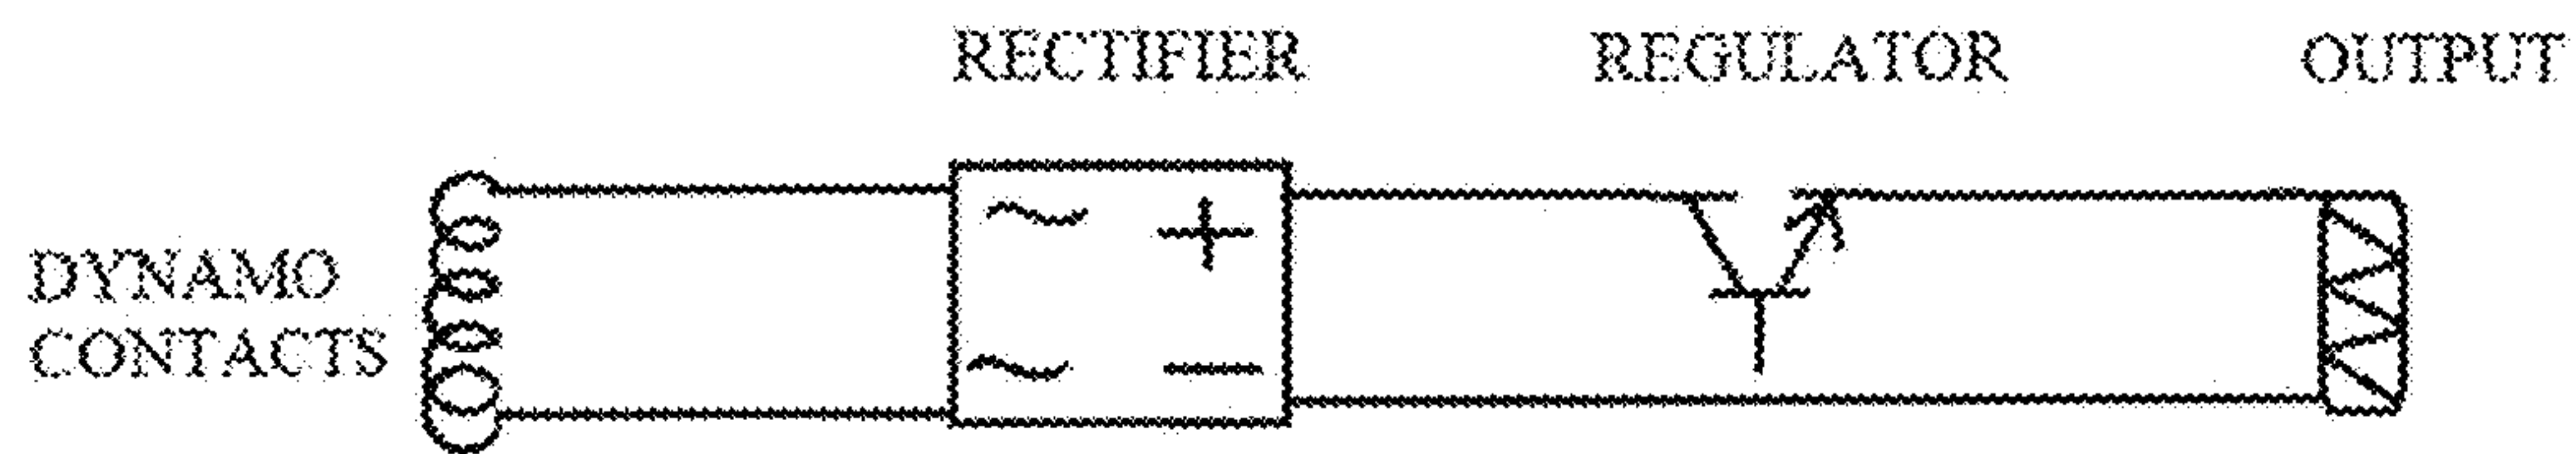 RECTIFIER REGULATOR OUTPUT
DYNAMO
CONTACTS